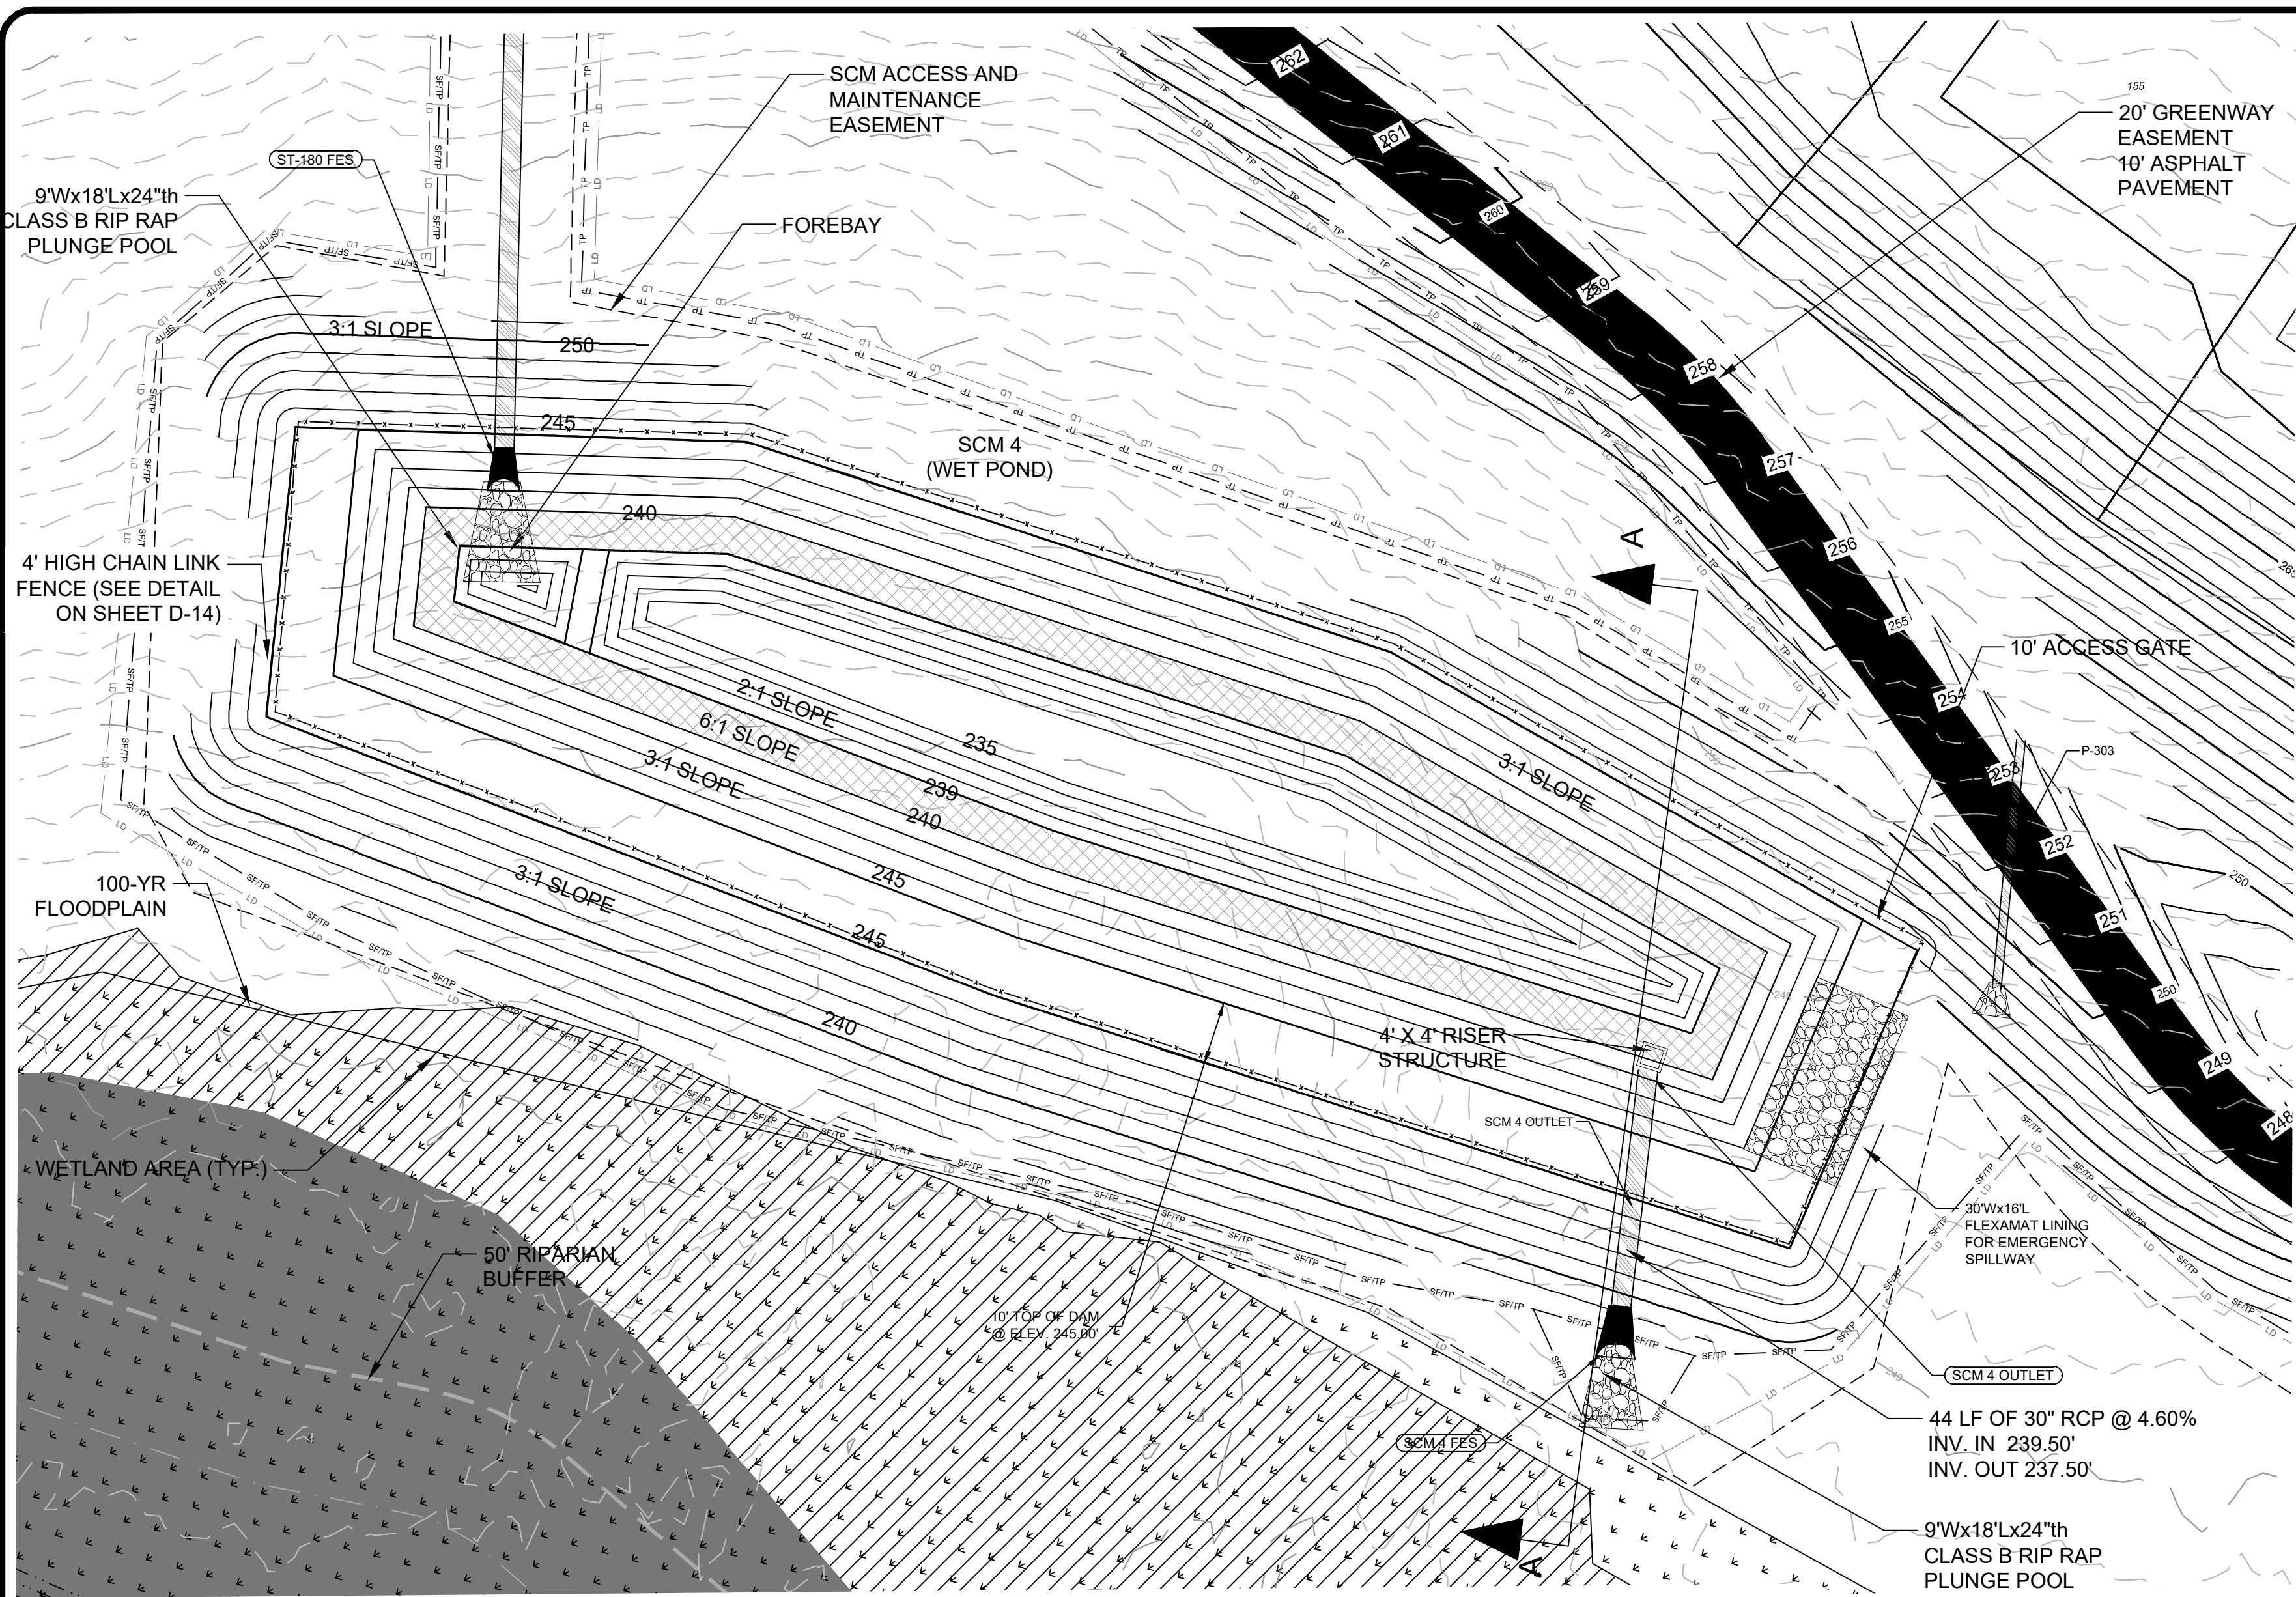 SCM ACCESS AND
MAINTENANCE
EASEMENT
ST-180 FES
9'Wx18'Lx24"th
CLASS B RIP RAP
PLUNGE POOL
FOREBAY
262
261
260
259
258
257
256
255
254
253
252
251
250
249
248
155
20' GREENWAY
EASEMENT
10' ASPHALT
PAVEMENT
3:1 SLOPE
250
245
SCM 4
(WET POND)
240
A
4' HIGH CHAIN LINK
FENCE (SEE DETAIL
ON SHEET D-14)
10' ACCESS GATE
2:1 SLOPE
6:1 SLOPE
3:1 SLOPE
235
239
240
3:1 SLOPE
P-303
245
3:1 SLOPE
245
240
250
100-YR
FLOODPLAIN
4' X 4' RISER
STRUCTURE
SCM 4 OUTLET
WETLAND AREA (TYP.)
30'Wx16'L
FLEXAMAT LINING
FOR EMERGENCY
SPILLWAY
50' RIPARIAN
BUFFER
10' TOP OF DAM
@ ELEV. 245.00'
SCM 4 OUTLET
240
SCM 4 FES
44 LF OF 30" RCP @ 4.60%
INV. IN 239.50'
INV. OUT 237.50'
A
9'Wx18'Lx24"th
CLASS B RIP RAP
PLUNGE POOL
SF/TP
LD
TP